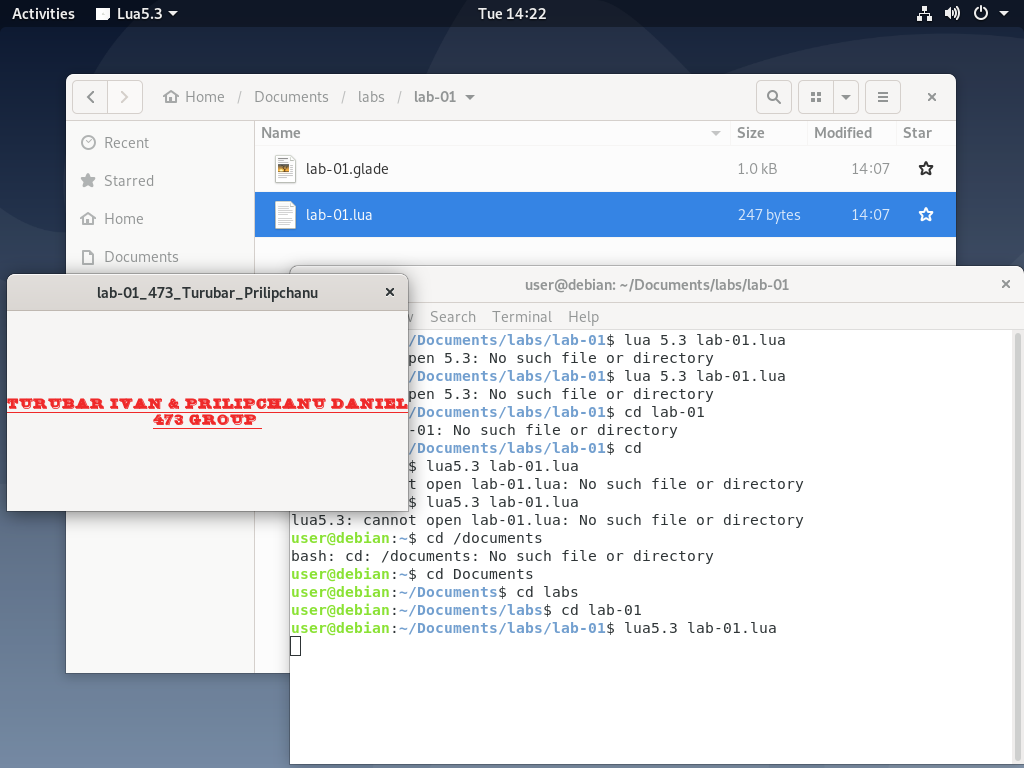 Activities Lua5.3 Tue 14:22
Home / Documents / labs / lab-01
Name Size Modified Star
Recent
Starred
Home
Documents
lab-01.glade 1.0 kB 14:07
lab-01.lua 247 bytes 14:07
lab-01_473_Turubar_Prilipchanu
TURUBAR IVAN & PRILIPCHANU DANIEL
473 GROUP
user@debian: ~/Documents/labs/lab-01
Search Terminal Help
/Documents/labs/lab-01$ lua 5.3 lab-01.lua
pen 5.3: No such file or directory
/Documents/labs/lab-01$ lua 5.3 lab-01.lua
pen 5.3: No such file or directory
/Documents/labs/lab-01$ cd lab-01
-01: No such file or directory
/Documents/labs/lab-01$ cd
$ lua5.3 lab-01.lua
t open lab-01.lua: No such file or directory
$ lua5.3 lab-01.lua
lua5.3: cannot open lab-01.lua: No such file or directory
user@debian:~$ cd /documents
bash: cd: /documents: No such file or directory
user@debian:~$ cd Documents
user@debian:~/Documents$ cd labs
user@debian:~/Documents/labs$ cd lab-01
user@debian:~/Documents/labs/lab-01$ lua5.3 lab-01.lua